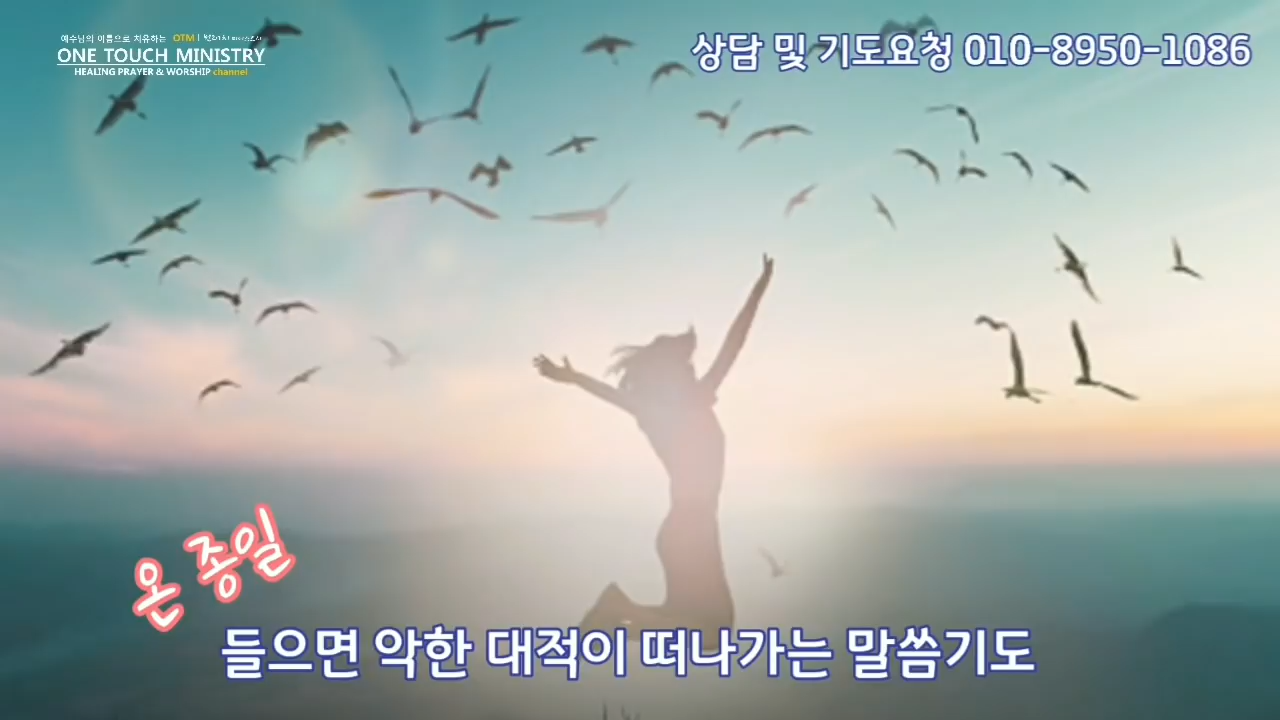 예수님의 이름으로 치유하는 OTM
ONE TOUCH MINISTRY
HEALING PRAYER & WORSHIP channel
상담 및 기도요청 010-8950-1086
온 종일
들으면 악한 대적이 떠나가는 말씀기도